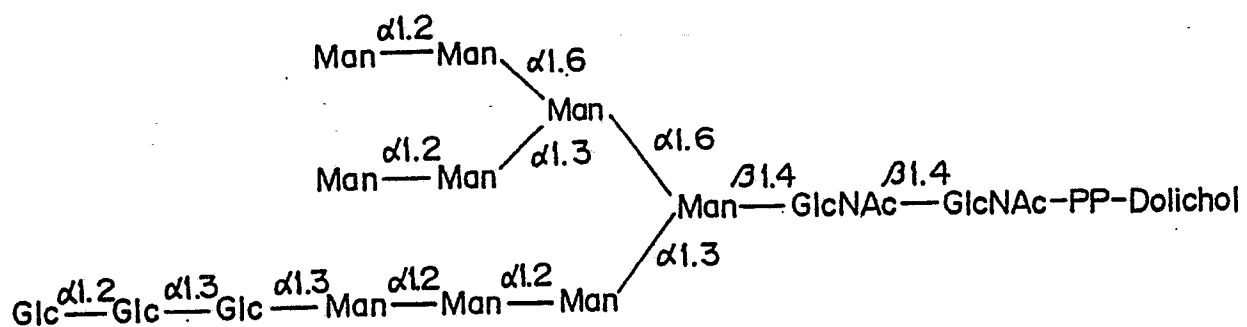 α1.2
Man—Man α1.6
Man
α1.2 α1.3 α1.6
Man—Man β1.4 β1.4
Man—GlcNAc—GlcNAc-PP-Dolichol
α1.3
α1.2 α1.3 α1.3 α1.2 α1.2
Glc—Glc—Glc—Man—Man—Man